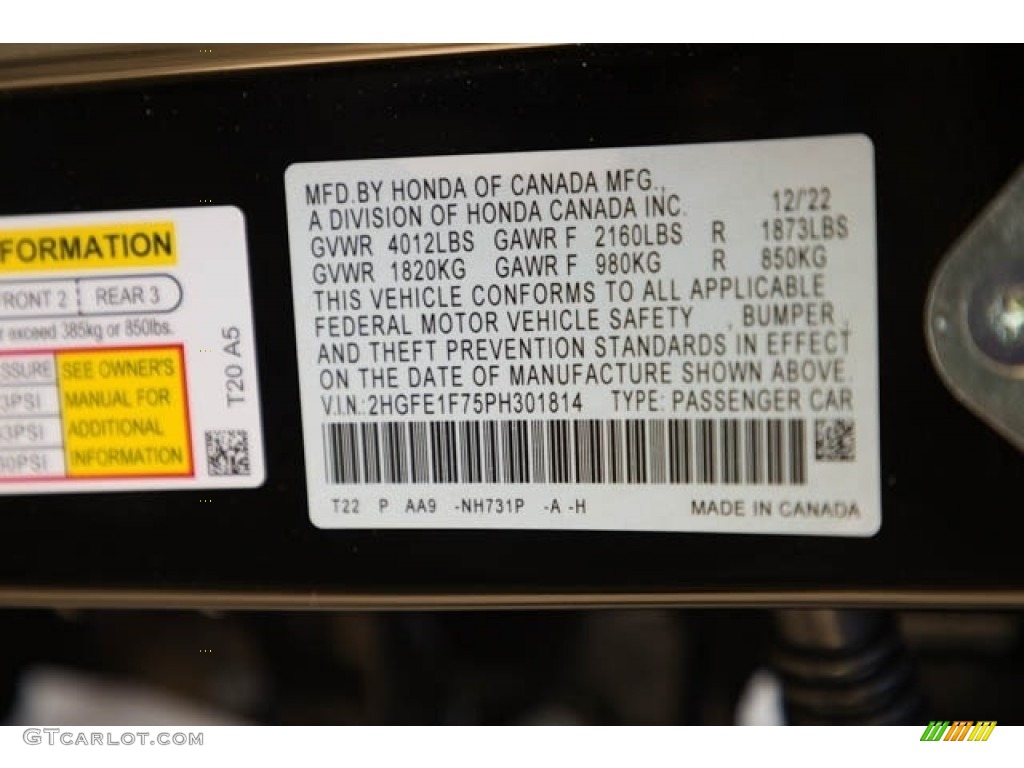 FORMATION
FRONT 2 REAR 3
exceed 385kg or 850lbs.
SEE OWNER'S
MANUAL FOR
ADDITIONAL
INFORMATION
T20 A5
MFD.BY HONDA OF CANADA MFG.,
A DIVISION OF HONDA CANADA INC. 12/'22
GVWR 4012LBS GAWR F 2160LBS R 1873LBS
GVWR 1820KG GAWR F 980KG R 850KG
THIS VEHICLE CONFORMS TO ALL APPLICABLE
FEDERAL MOTOR VEHICLE SAFETY , BUMPER ,
AND THEFT PREVENTION STANDARDS IN EFFECT
ON THE DATE OF MANUFACTURE SHOWN ABOVE.
V.I.N.:2HGFE1F75PH301814 TYPE: PASSENGER CAR
T22 P AA9 -NH731P -A -H MADE IN CANADA
GTcarlot.com